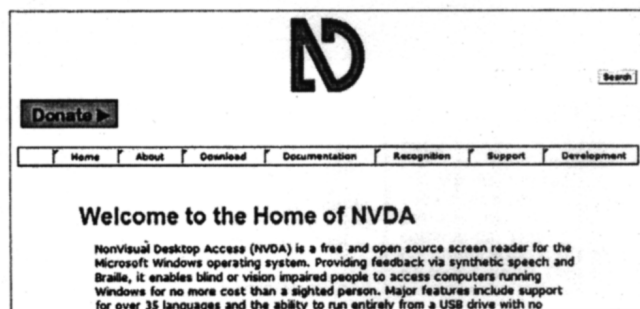 ND
Search
Donate
Home About Download Documentation Recognition Support Development
Welcome to the Home of NVDA
NonVisual Desktop Access (NVDA) is a free and open source screen reader for the
Microsoft Windows operating system. Providing feedback via synthetic speech and
Braille, it enables blind or vision impaired people to access computers running
Windows for no more cost than a sighted person. Major features include support
for over 35 languages and the ability to run entirely from a USB drive with no